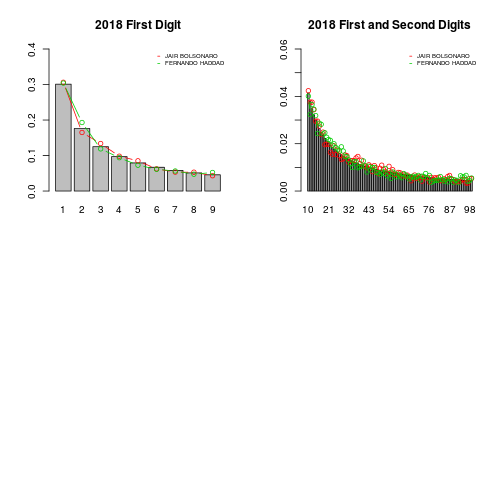 2018 First Digit
JAIR BOLSONARO
FERNANDO HADDAD
0.4
0.3
0.2
0.1
0.0
1 2 3 4 5 6 7 8 9
2018 First and Second Digits
JAIR BOLSONARO
FERNANDO HADDAD
0.06
0.04
0.02
0.00
10 21 32 43 54 65 76 87 98